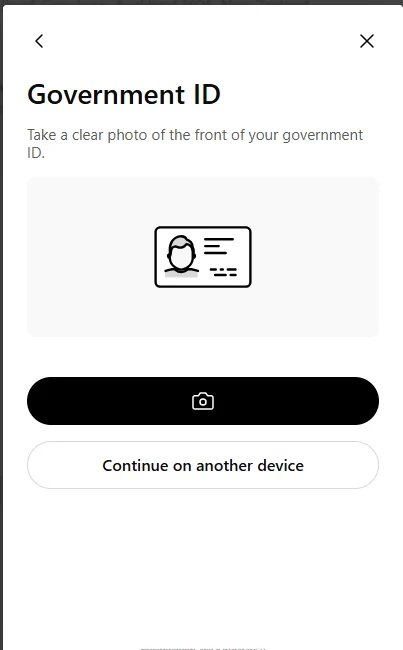 Government ID
Take a clear photo of the front of your government
ID.
Continue on another device